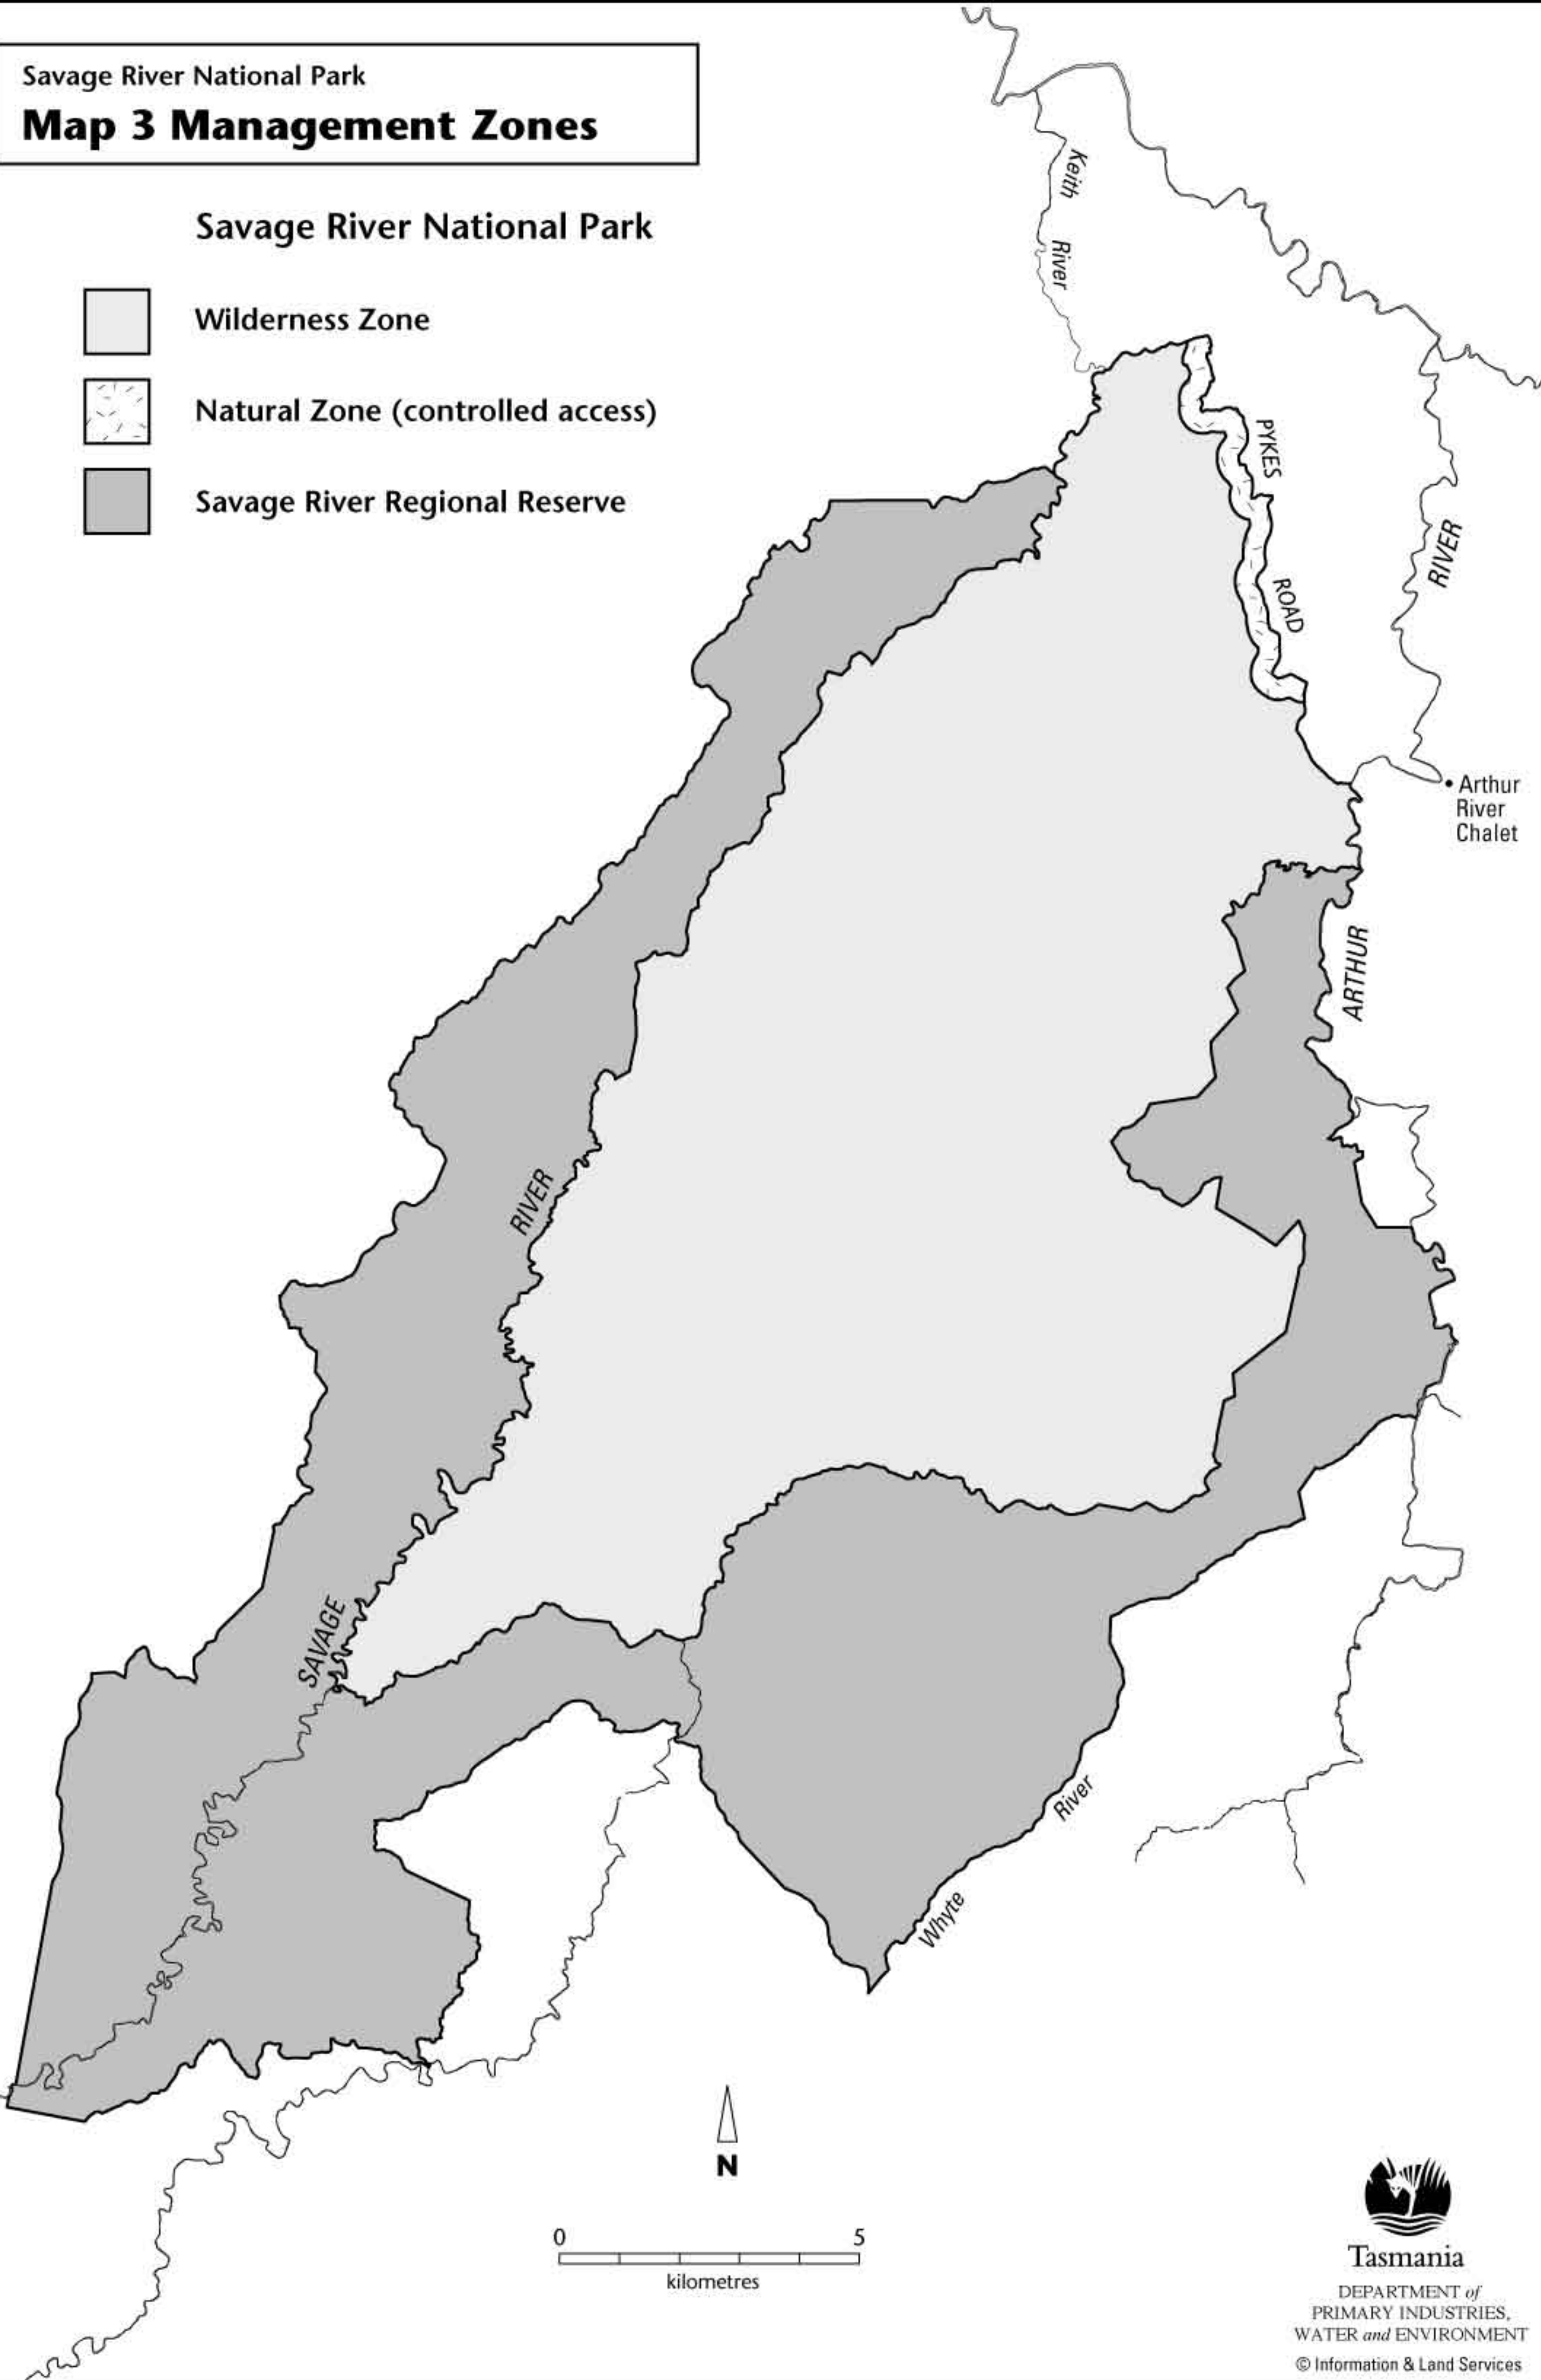 Savage River National Park
Map 3 Management Zones
Savage River National Park
Wilderness Zone
Natural Zone (controlled access)
Savage River Regional Reserve
Keith
River
PYKES
ROAD
RIVER
Arthur
River
Chalet
ARTHUR
RIVER
SAVAGE
River
Whyte
N
0 5
kilometres
Tasmania
DEPARTMENT of
PRIMARY INDUSTRIES,
WATER and ENVIRONMENT
© Information & Land Services